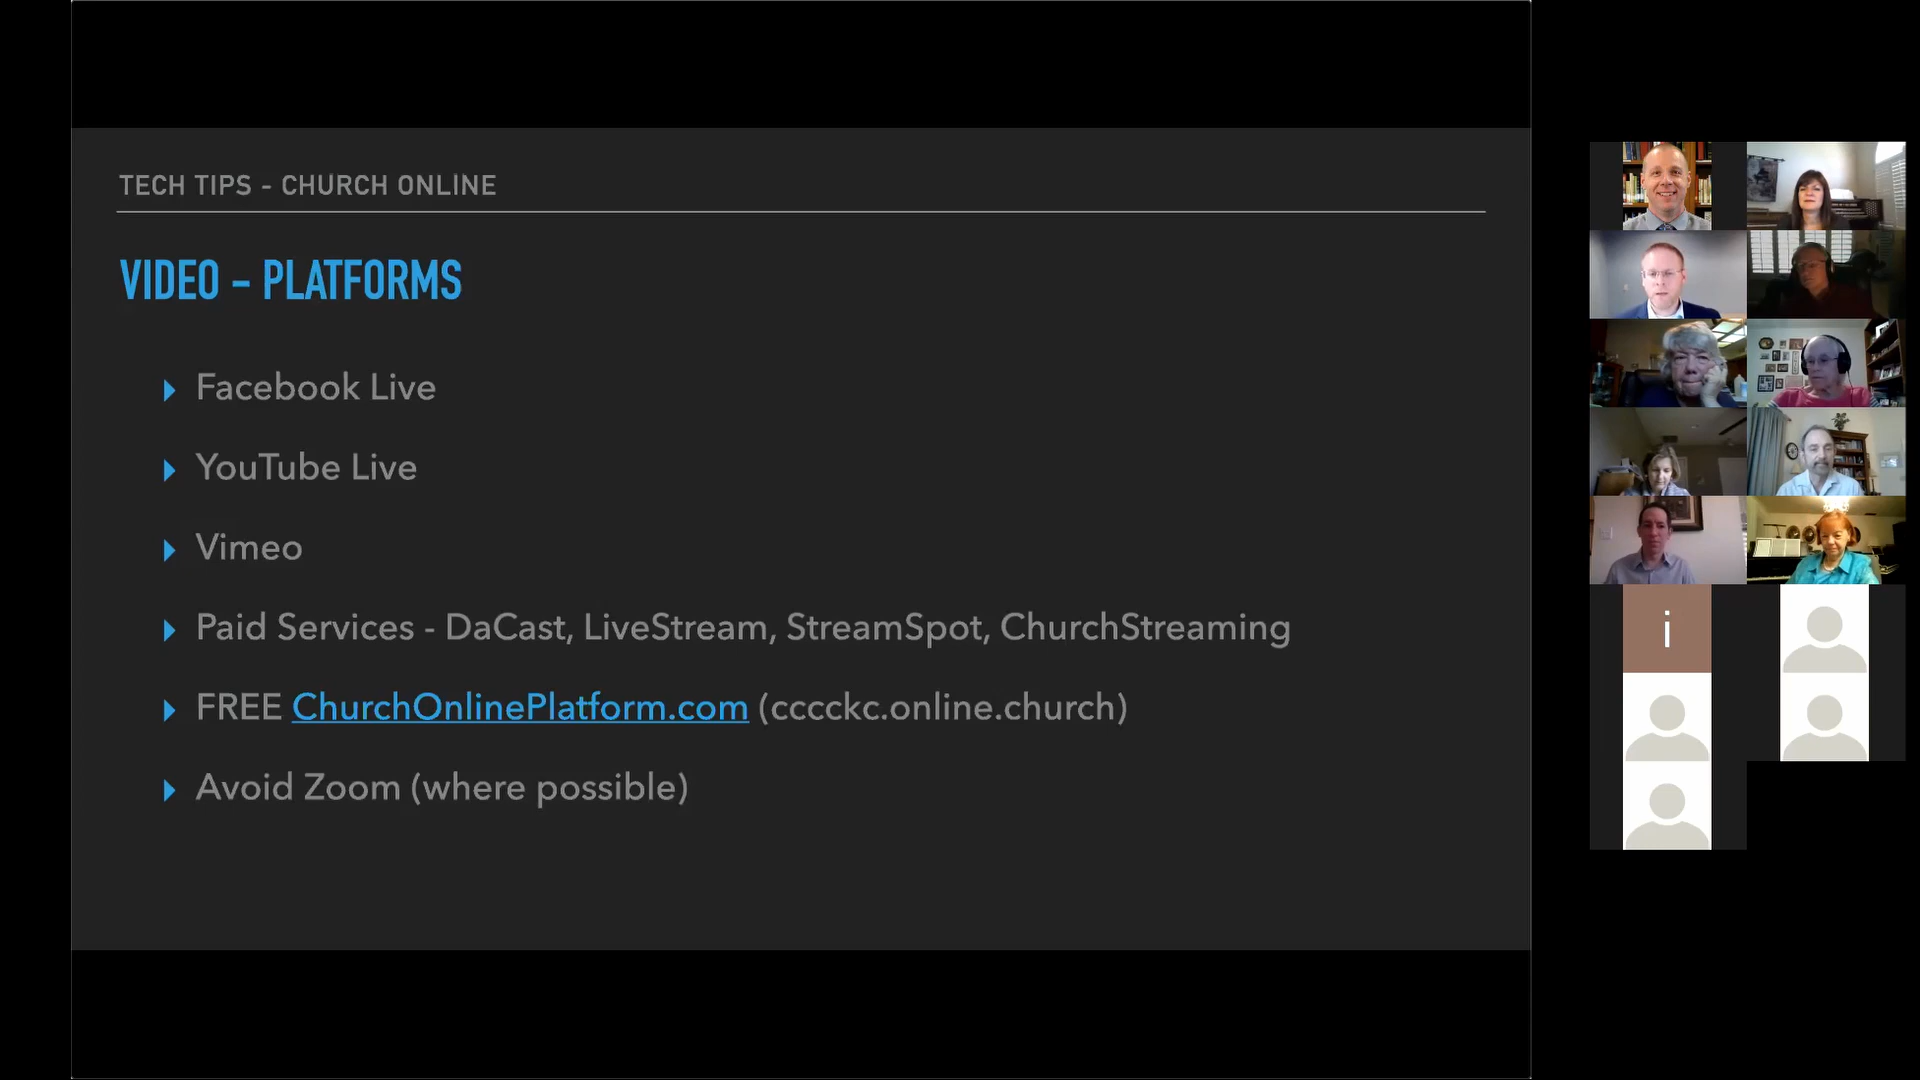 TECH TIPS - CHURCH ONLINE
VIDEO - PLATFORMS
Facebook Live
YouTube Live
Vimeo
Paid Services - DaCast, LiveStream, StreamSpot, ChurchStreaming
FREE ChurchOnlinePlatform.com (cccckc.online.church)
Avoid Zoom (where possible)
i